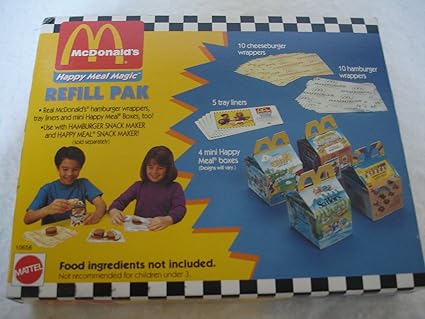 McDonald's
Happy Meal Magic
REFILL PAK
• Real McDonald's hamburger wrappers,
tray liners and mini Happy Meal Boxes, too!
• Use with HAMBURGER SNACK MAKER
and HAPPY MEAL SNACK MAKER!
(sold separately)
10 cheeseburger
wrappers
10 hamburger
wrappers
5 tray liners
4 mini Happy
Meal boxes
(Designs will vary.)
10658
MATTEL
Food ingredients not included.
Not recommended for children under 3.